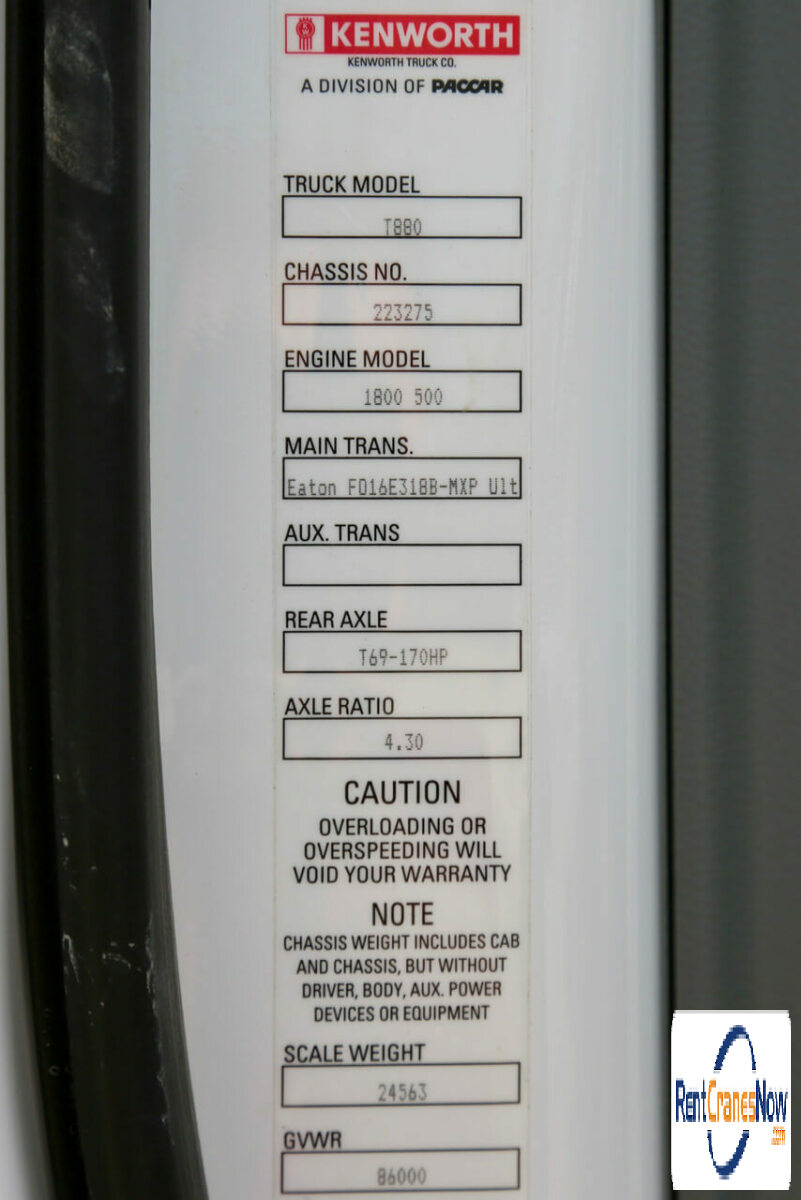 KENWORTH
KENWORTH TRUCK CO.
A DIVISION OF PACCAR
TRUCK MODEL
T880
CHASSIS NO.
223275
ENGINE MODEL
1800 500
MAIN TRANS.
Eaton FO16E318B-MXP Ult
AUX. TRANS
REAR AXLE
T69-170HP
AXLE RATIO
4.30
CAUTION
OVERLOADING OR
OVERSPEEDING WILL
VOID YOUR WARRANTY
NOTE
CHASSIS WEIGHT INCLUDES CAB
AND CHASSIS, BUT WITHOUT
DRIVER, BODY, AUX. POWER
DEVICES OR EQUIPMENT
SCALE WEIGHT
24563
GVWR
86000
RentCranesNow
.com